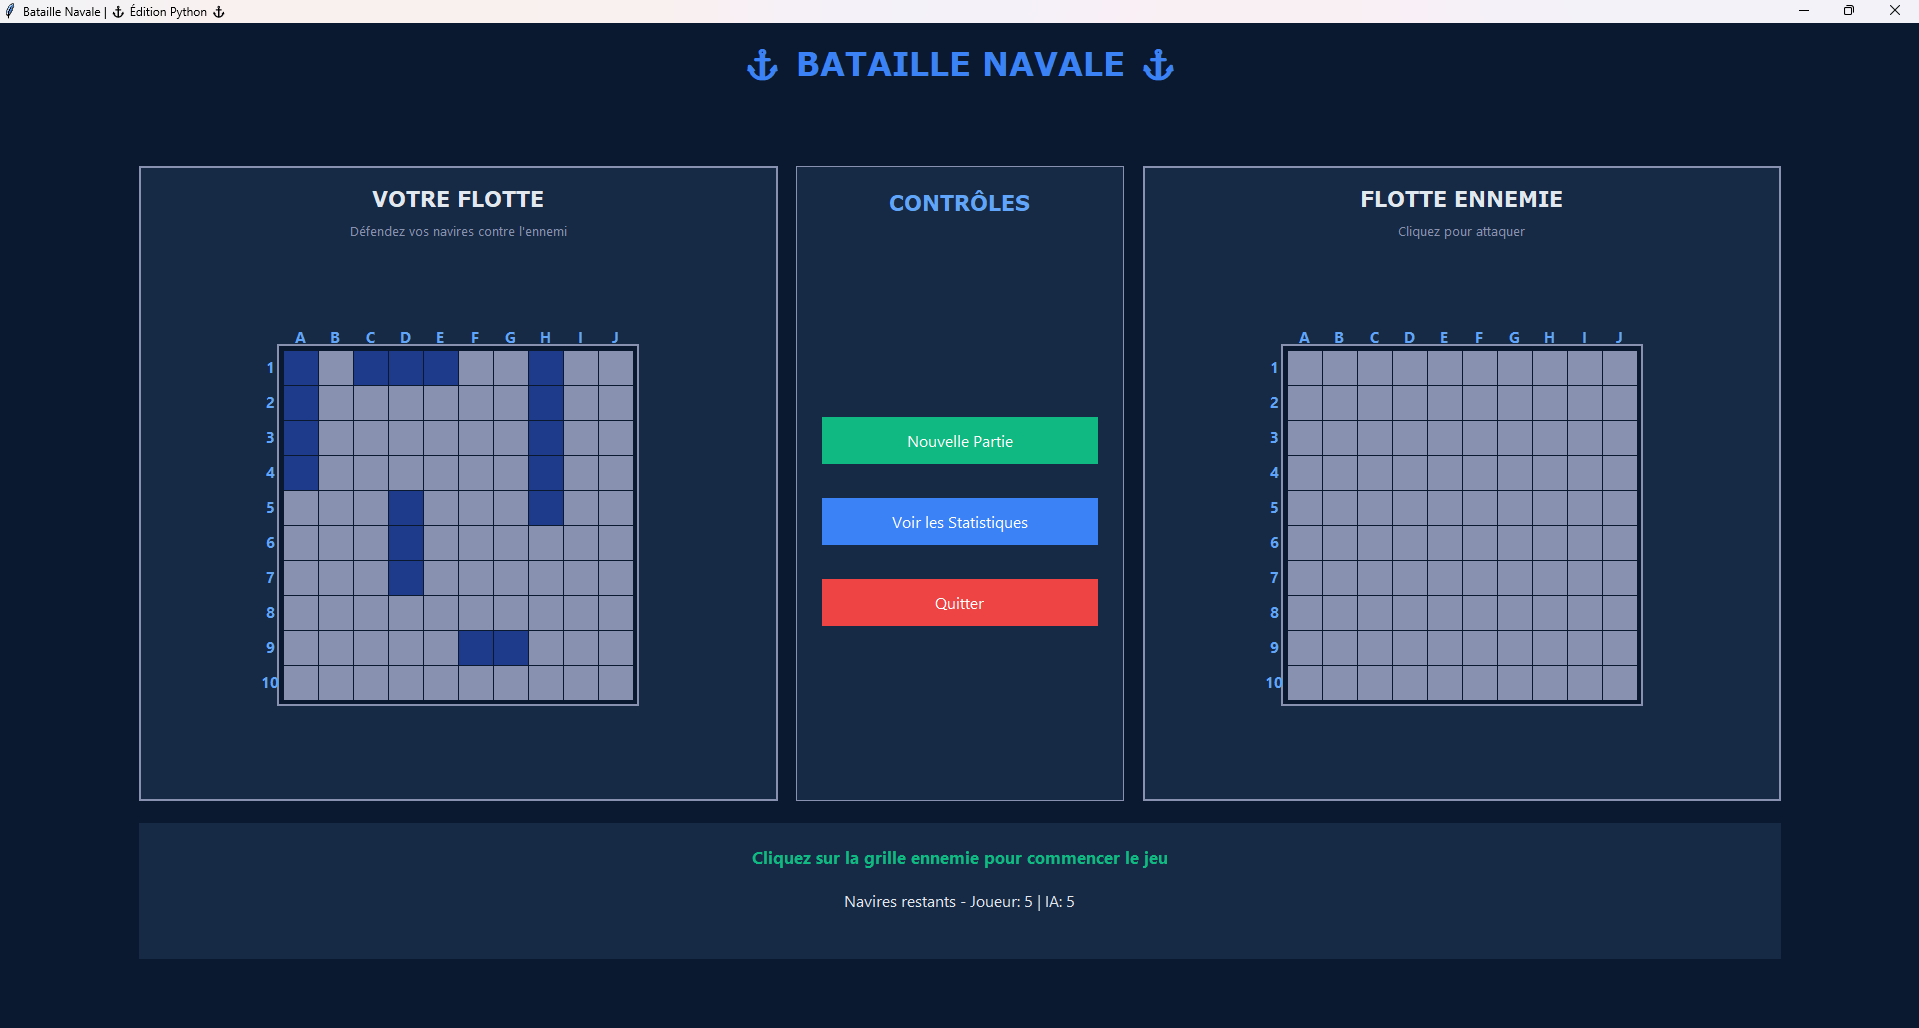 Bataille Navale | ⚓ Édition Python ⚓
⚓ BATAILLE NAVALE ⚓
VOTRE FLOTTE
Défendez vos navires contre l'ennemi
A B C D E F G H I J
1
2
3
4
5
6
7
8
9
10
CONTRÔLES
Nouvelle Partie
Voir les Statistiques
Quitter
FLOTTE ENNEMIE
Cliquez pour attaquer
A B C D E F G H I J
1
2
3
4
5
6
7
8
9
10
Cliquez sur la grille ennemie pour commencer le jeu
Navires restants - Joueur: 5 | IA: 5